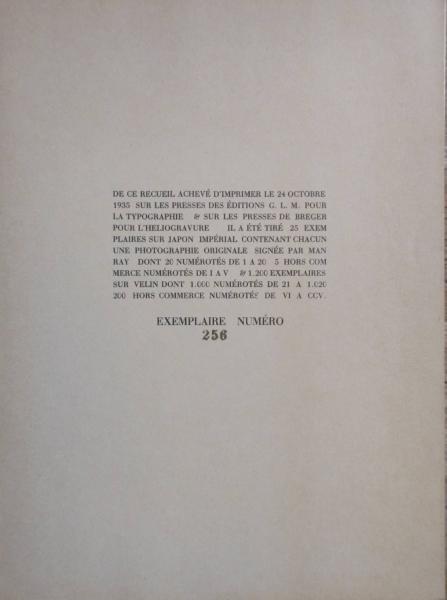 DE CE RECUEIL ACHEVÉ D'IMPRIMER LE 24 OCTOBRE
1935 SUR LES PRESSES DES ÉDITIONS G. L. M. POUR
LA TYPOGRAPHIE & SUR LES PRESSES DE BREGER
POUR L'HELIOGRAVURE IL A ÉTÉ TIRÉ 25 EXEM
PLAIRES SUR JAPON IMPÉRIAL CONTENANT CHACUN
UNE PHOTOGRAPHIE ORIGINALE SIGNÉE PAR MAN
RAY DONT 20 NUMÉROTÉS DE 1 A 20 5 HORS COM
MERCE NUMÉROTÉS DE I A V & 1.200 EXEMPLAIRES
SUR VELIN DONT 1.000 NUMÉROTÉS DE 21 A 1.020
200 HORS COMMERCE NUMÉROTÉS DE VI A CCV.
EXEMPLAIRE NUMÉRO
256